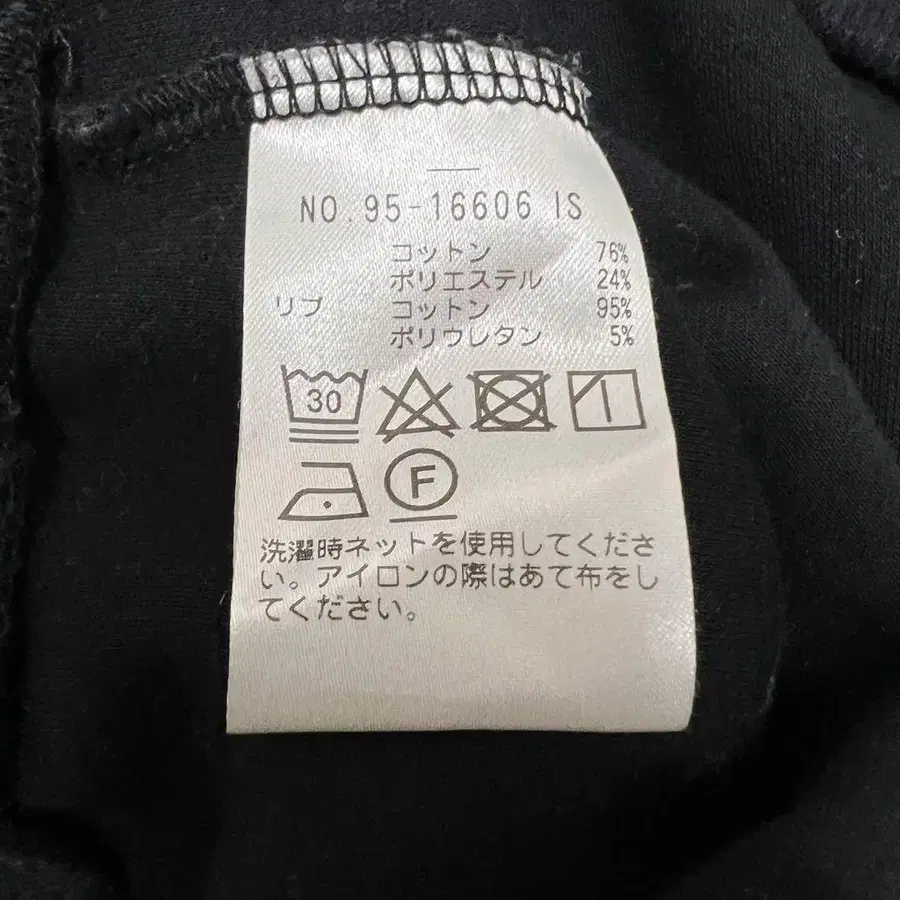 NO.95-16606 IS
コットン 76%
ポリエステル 24%
リブ コットン 95%
ポリウレタン 5%
30
F
洗濯時ネットを使用してくださ
い。アイロンの際はあて布をし
てください。